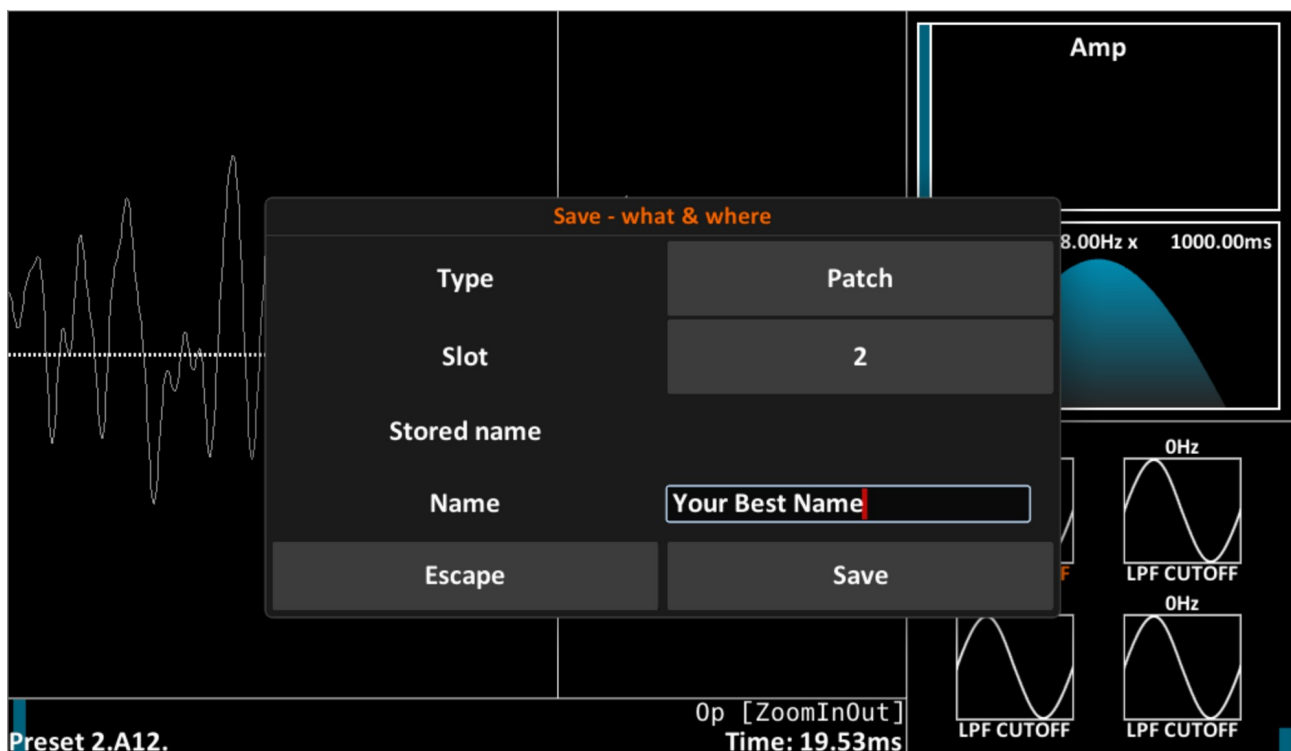 Amp
Save - what & where
8.00Hz x 1000.00ms
Type Patch
Slot 2
Stored name
Name Your Best Name
Escape Save
0Hz
F LPF CUTOFF
0Hz
LPF CUTOFF LPF CUTOFF
Op [ZoomInOut]
Preset 2.A12. Time: 19.53ms